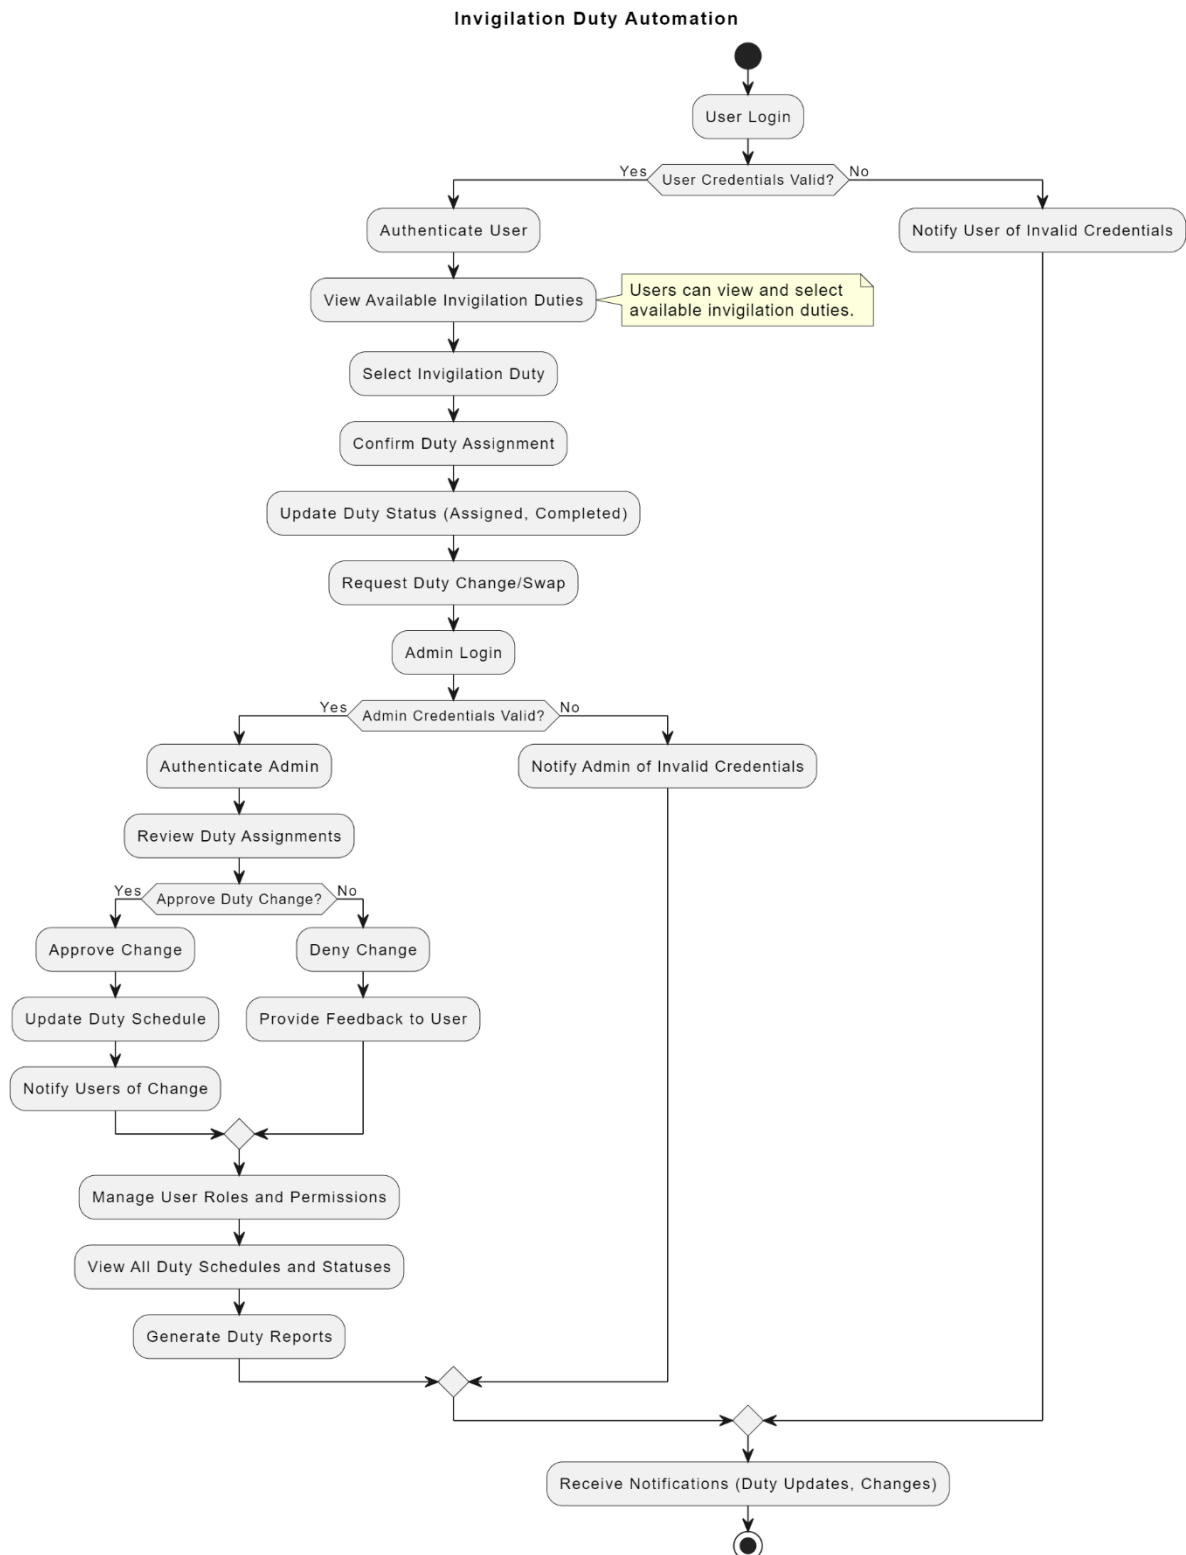 Invigilation Duty Automation
User Login
Yes
User Credentials Valid?
No
Authenticate User
Notify User of Invalid Credentials
View Available Invigilation Duties
Users can view and select
available invigilation duties.
Select Invigilation Duty
Confirm Duty Assignment
Update Duty Status (Assigned, Completed)
Request Duty Change/Swap
Admin Login
Yes
Admin Credentials Valid?
No
Authenticate Admin
Notify Admin of Invalid Credentials
Review Duty Assignments
Yes
Approve Duty Change?
No
Approve Change
Deny Change
Update Duty Schedule
Provide Feedback to User
Notify Users of Change
Manage User Roles and Permissions
View All Duty Schedules and Statuses
Generate Duty Reports
Receive Notifications (Duty Updates, Changes)